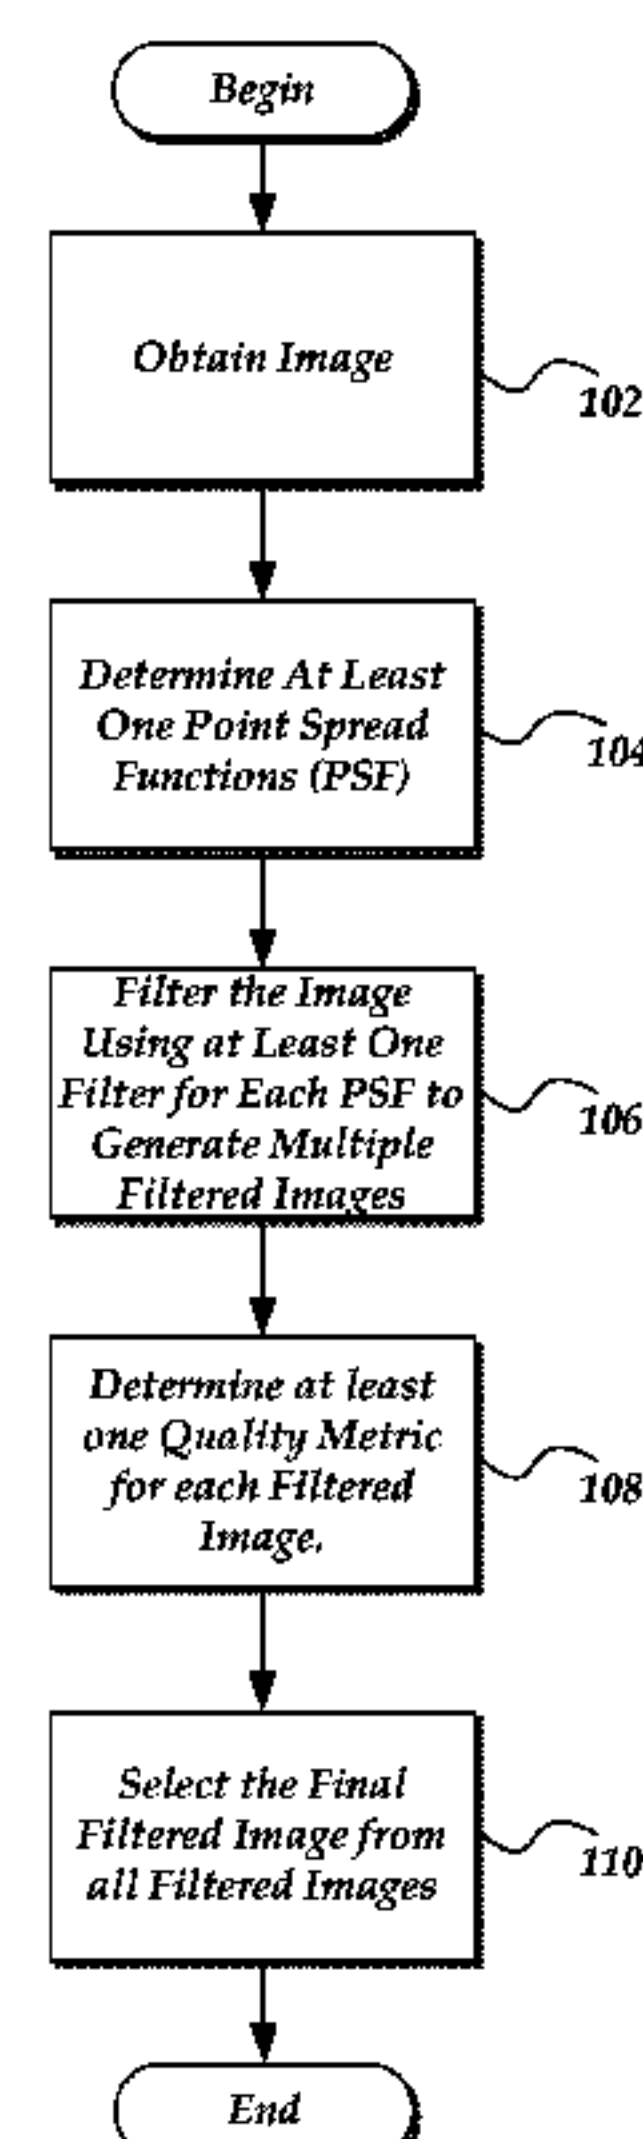 Begin
Obtain Image
102
Determine At Least
One Point Spread
Functions (PSF)
104
Filter the Image
Using at Least One
Filter for Each PSF to
Generate Multiple
Filtered Images
106
Determine at least
one Quality Metric
for each Filtered
Image.
108
Select the Final
Filtered Image from
all Filtered Images
110
End